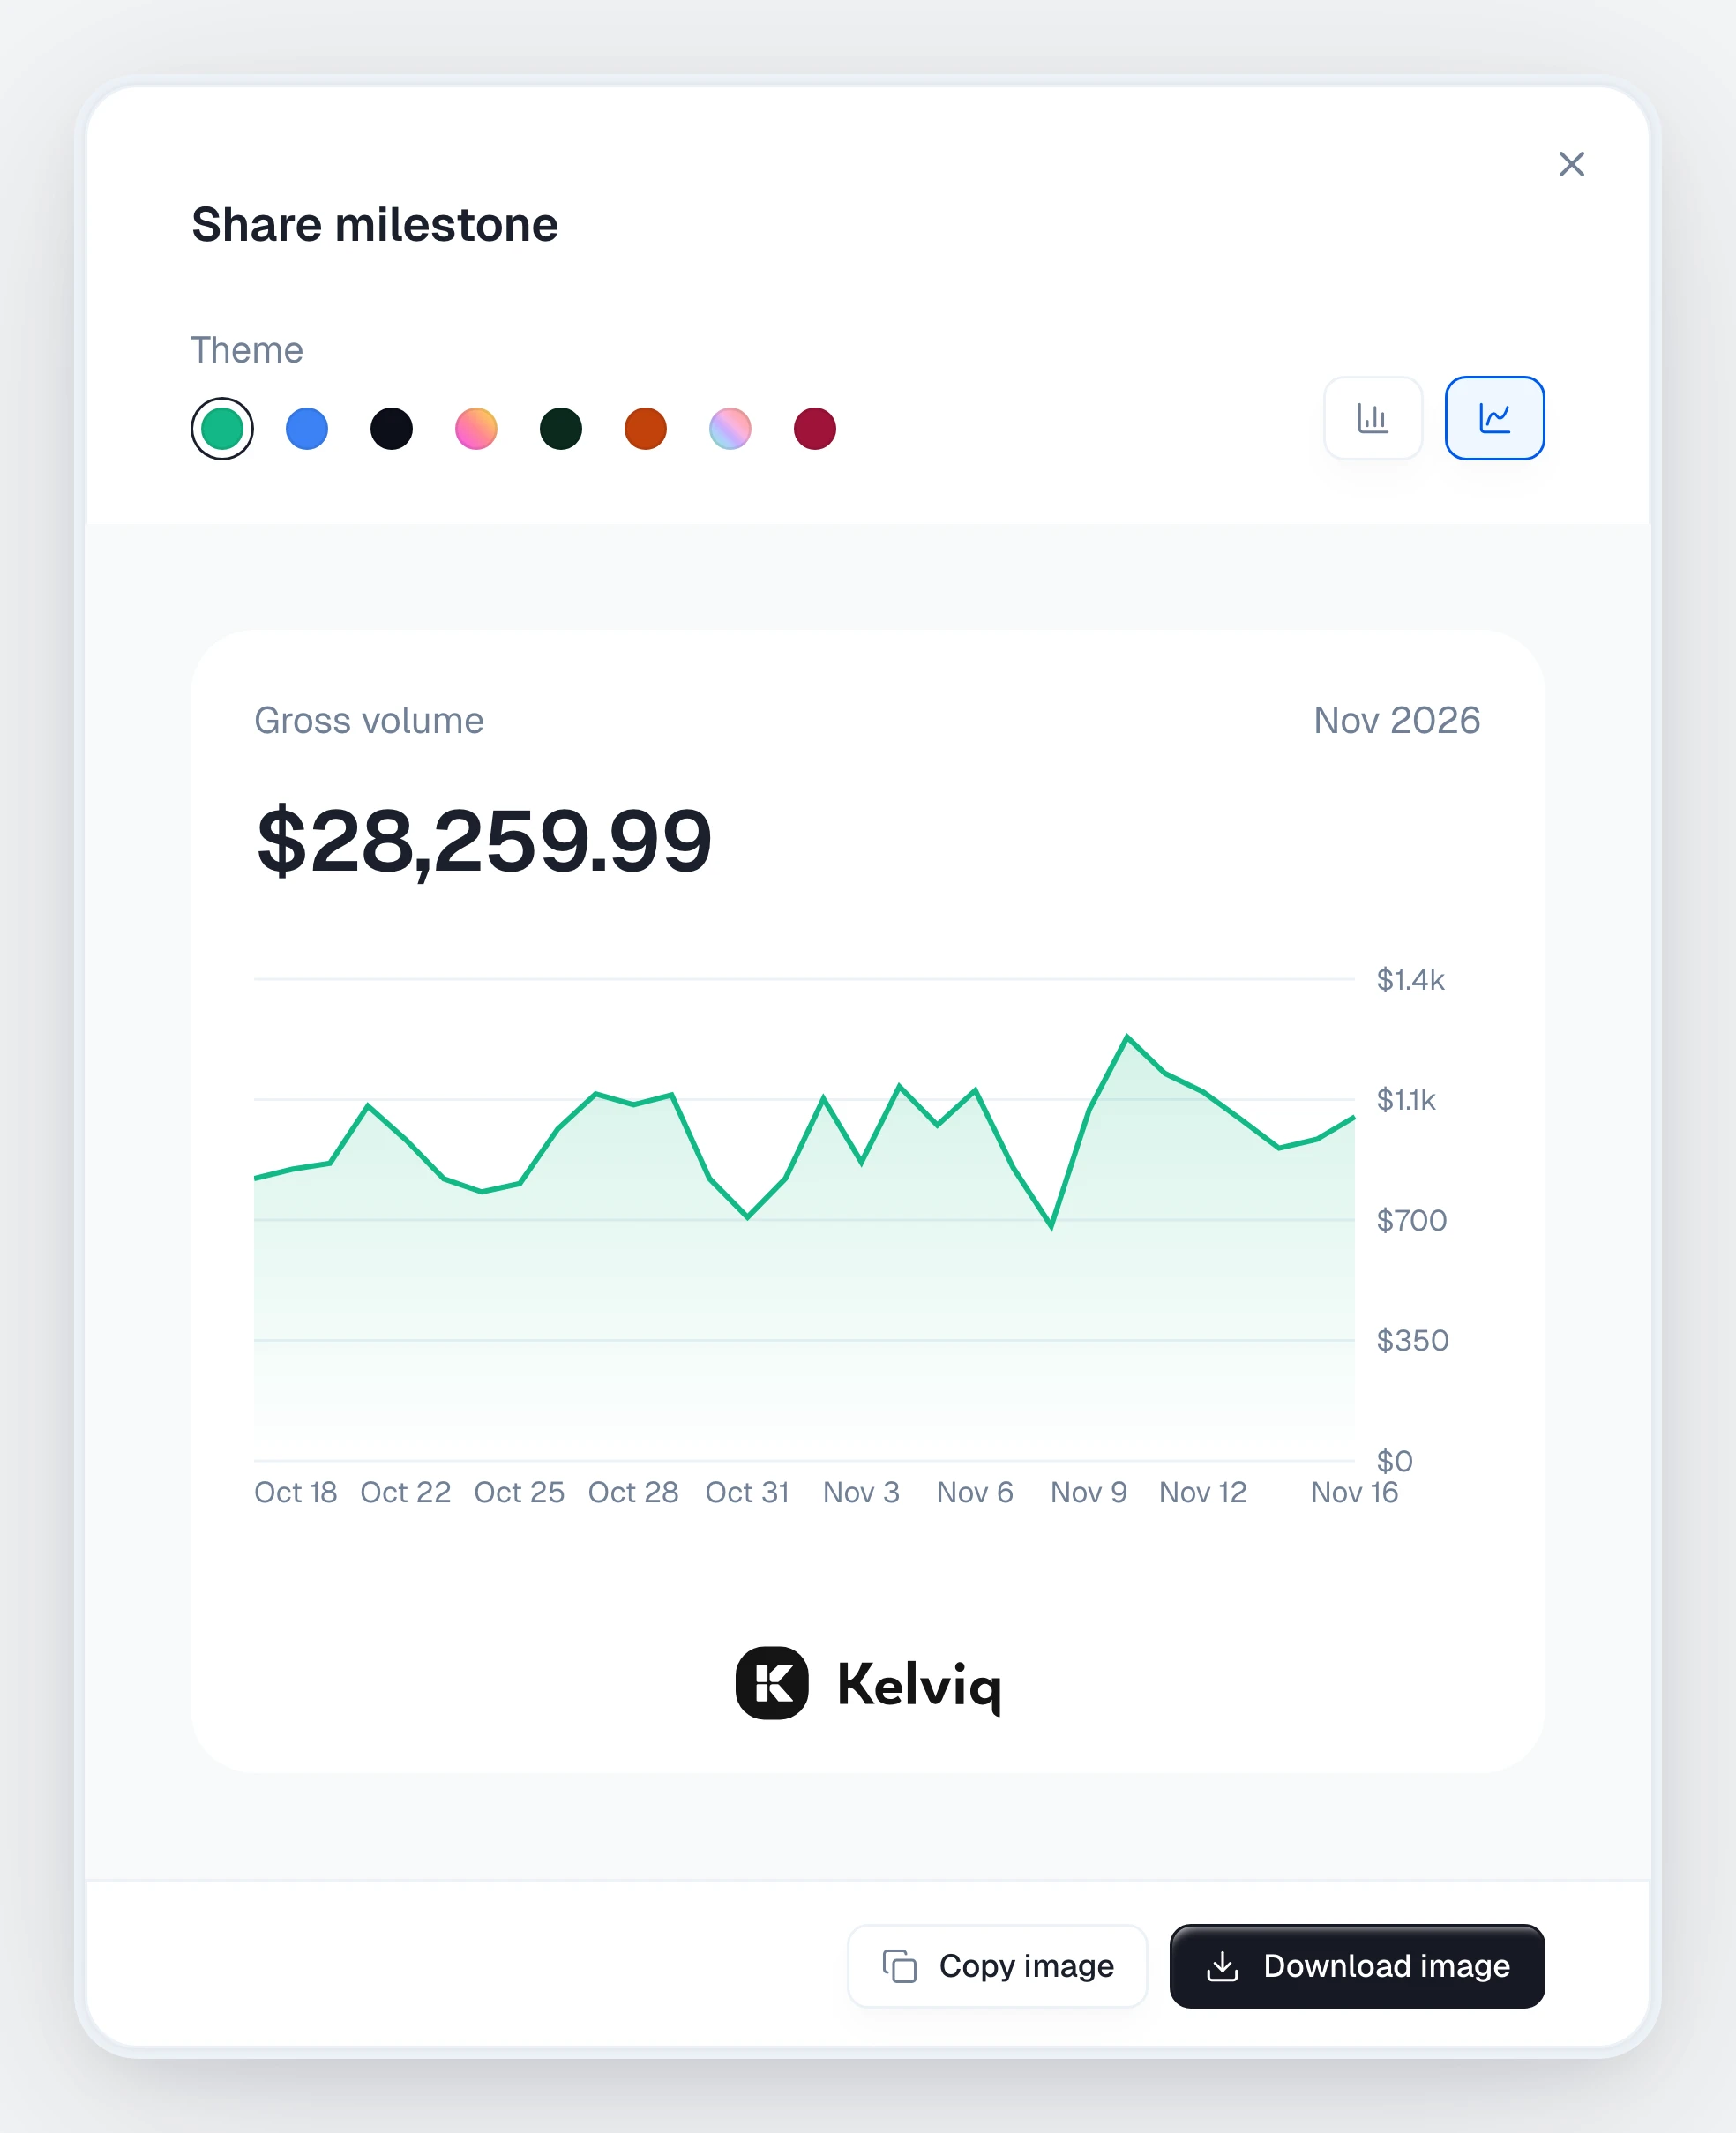 Share milestone
Theme
Gross volume
Nov 2026
$28,259.99
$1.4k
$1.1k
$700
$350
$0
Oct 18 Oct 22 Oct 25 Oct 28 Oct 31 Nov 3 Nov 6 Nov 9 Nov 12 Nov 16
Kelviq
Copy image
Download image